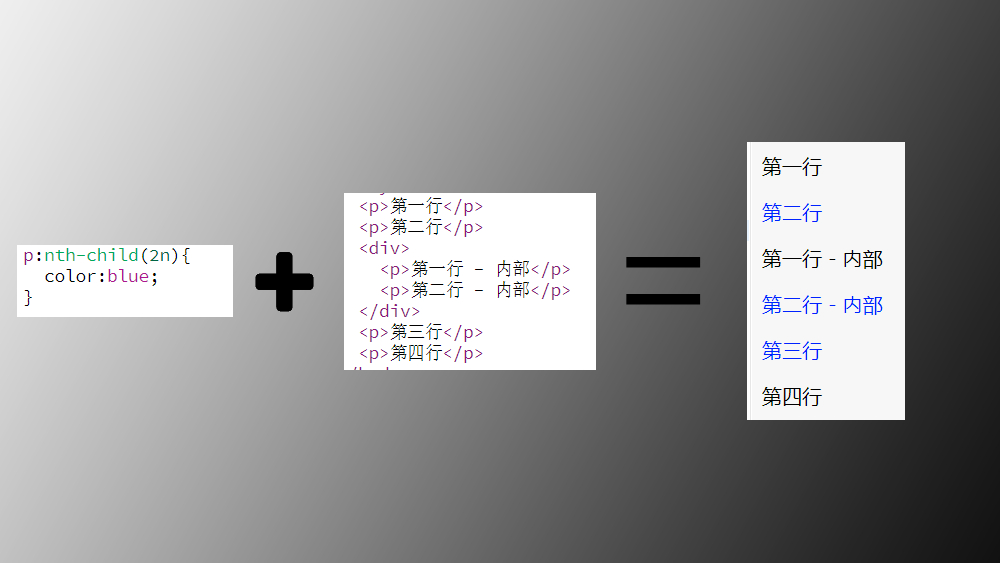 p:nth-child(2n){
color:blue;
}
<p>第一行</p>
<p>第二行</p>
<div>
<p>第一行 - 内部</p>
<p>第二行 - 内部</p>
</div>
<p>第三行</p>
<p>第四行</p>
第一行
第二行
第一行 - 内部
第二行 - 内部
第三行
第四行